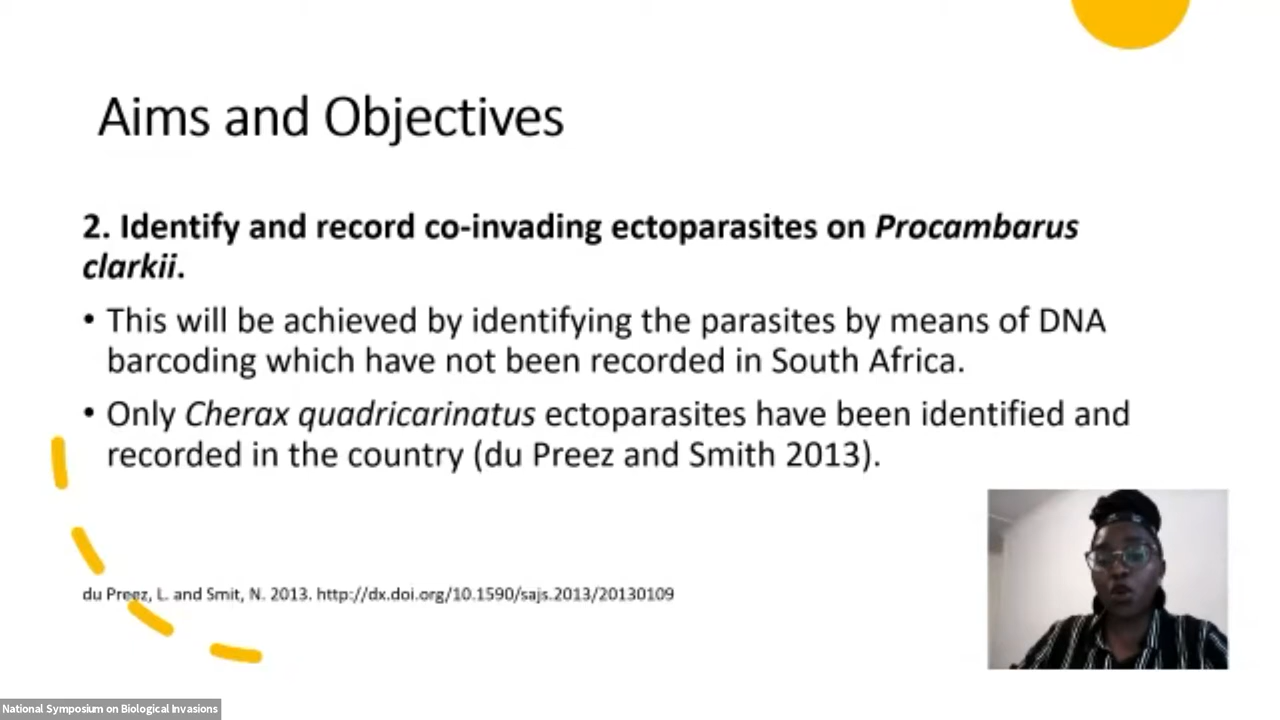 Aims and Objectives
2. Identify and record co-invading ectoparasites on Procambarus
clarkii.
• This will be achieved by identifying the parasites by means of DNA
barcoding which have not been recorded in South Africa.
• Only Cherax quadricarinatus ectoparasites have been identified and
recorded in the country (du Preez and Smith 2013).
du Preez, L. and Smit, N. 2013. http://dx.doi.org/10.1590/sajs.2013/20130109
National Symposium on Biological Invasions